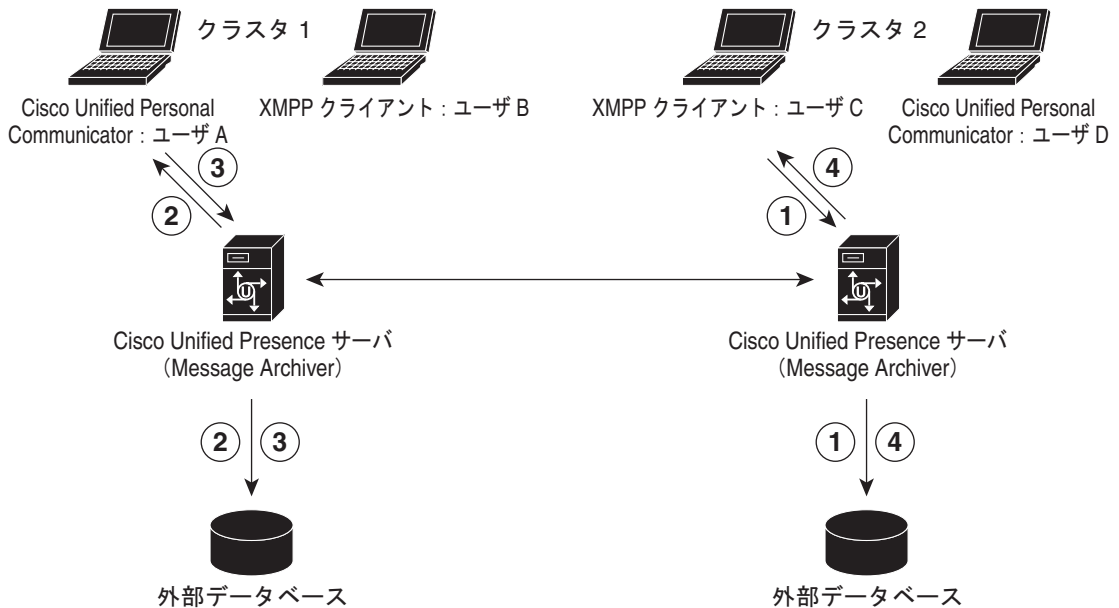 クラスタ 1
クラスタ 2
Cisco Unified Personal
Communicator：ユーザ A
XMPP クライアント：ユーザ B
XMPP クライアント：ユーザ C
Cisco Unified Personal
Communicator：ユーザ D
3
2
4
1
U
U
Cisco Unified Presence サーバ
（Message Archiver）
Cisco Unified Presence サーバ
（Message Archiver）
2
3
1
4
外部データベース
外部データベース